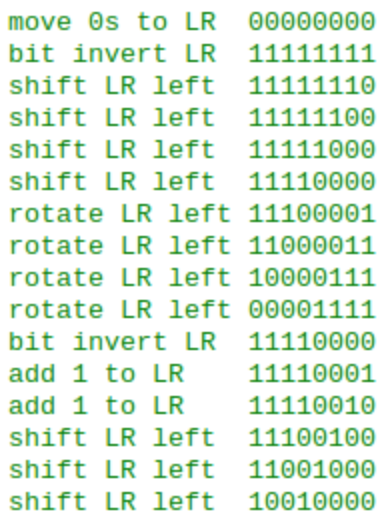 move 0s to LR  00000000
bit invert LR  11111111
shift LR left  11111110
shift LR left  11111100
shift LR left  11111000
shift LR left  11110000
rotate LR left 11100001
rotate LR left 11000011
rotate LR left 10000111
rotate LR left 00001111
bit invert LR  11110000
add 1 to LR    11110001
add 1 to LR    11110010
shift LR left  11100100
shift LR left  11001000
shift LR left  10010000